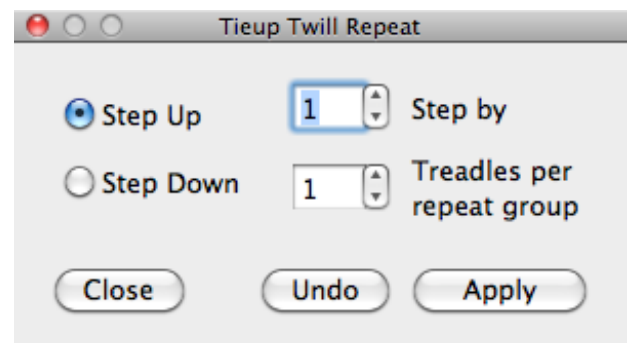 Tieup Twill Repeat
Step Up
1
Step by
Step Down
1
Treadles per
repeat group
Close
Undo
Apply